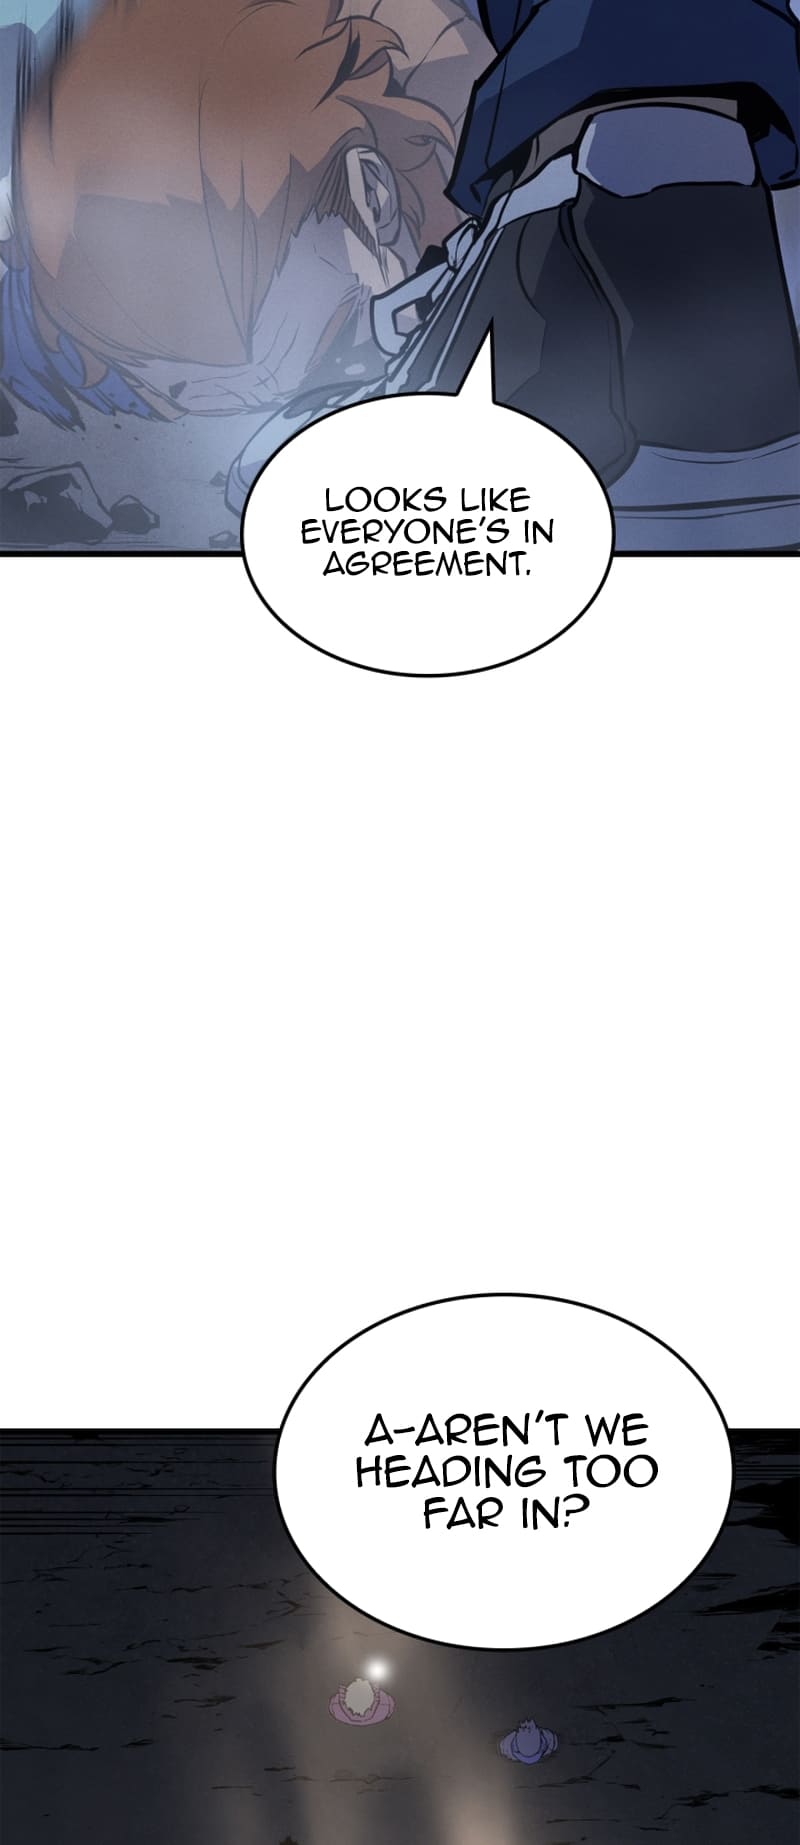 LOOKS LIKE
EVERYONE'S IN
AGREEMENT.
A-AREN'T WE
HEADING TOO
FAR IN?